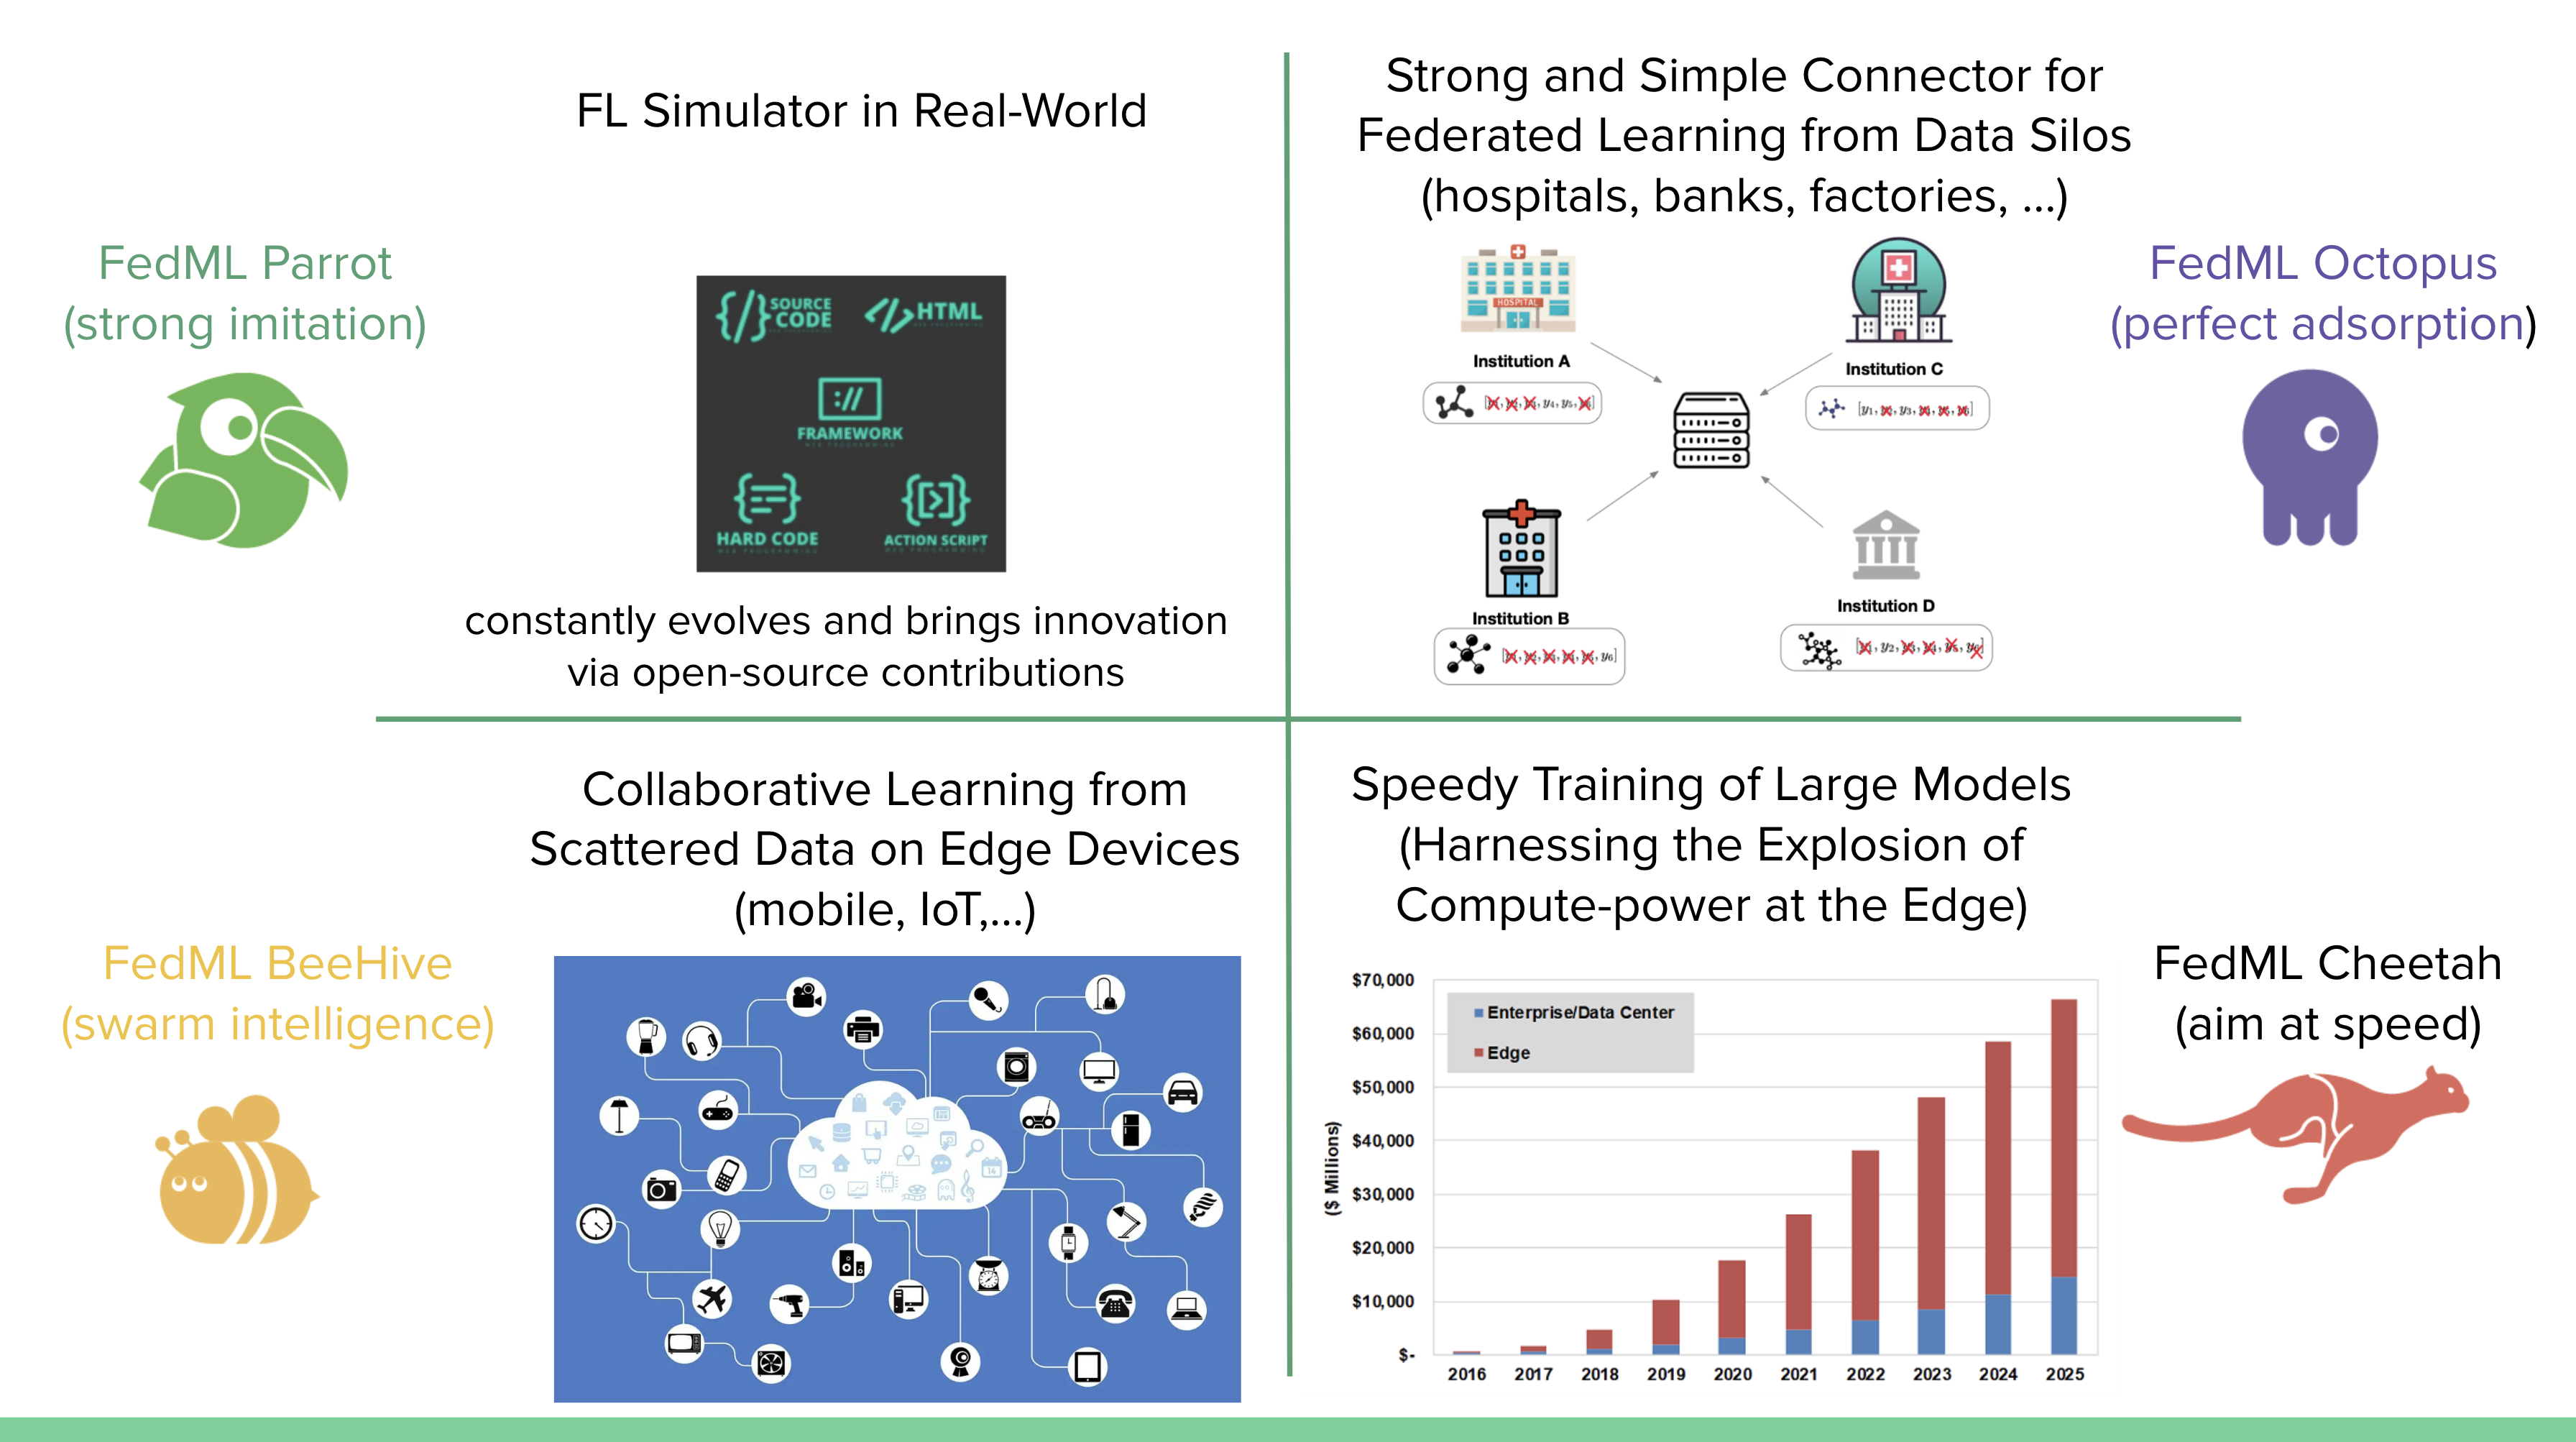 FL Simulator in Real-World
FedML Parrot
(strong imitation)
SOURCE
CODE
HTML
FRAMEWORK
HARD CODE
ACTION SCRIPT
constantly evolves and brings innovation
via open-source contributions
Strong and Simple Connector for
Federated Learning from Data Silos
(hospitals, banks, factories, ...)
FedML Octopus
(perfect adsorption)
HOSPITAL
Institution A
Institution C
Institution B
Institution D
Collaborative Learning from
Scattered Data on Edge Devices
(mobile, IoT,...)
FedML BeeHive
(swarm intelligence)
Speedy Training of Large Models
(Harnessing the Explosion of
Compute-power at the Edge)
FedML Cheetah
(aim at speed)
($ Millions)
$70,000
$60,000
$50,000
$40,000
$30,000
$20,000
$10,000
$-
Enterprise/Data Center
Edge
2016 2017 2018 2019 2020 2021 2022 2023 2024 2025